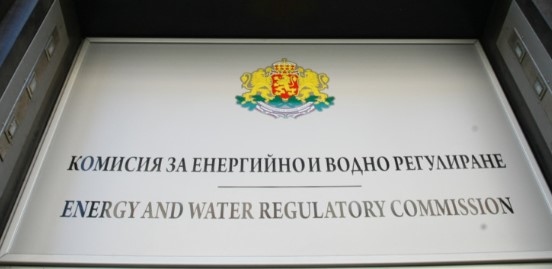 КОМИСИЯ ЗА ЕНЕРГИЙНО И ВОДНО РЕГУЛИРАНЕ
ENERGY AND WATER REGULATORY COMMISSION